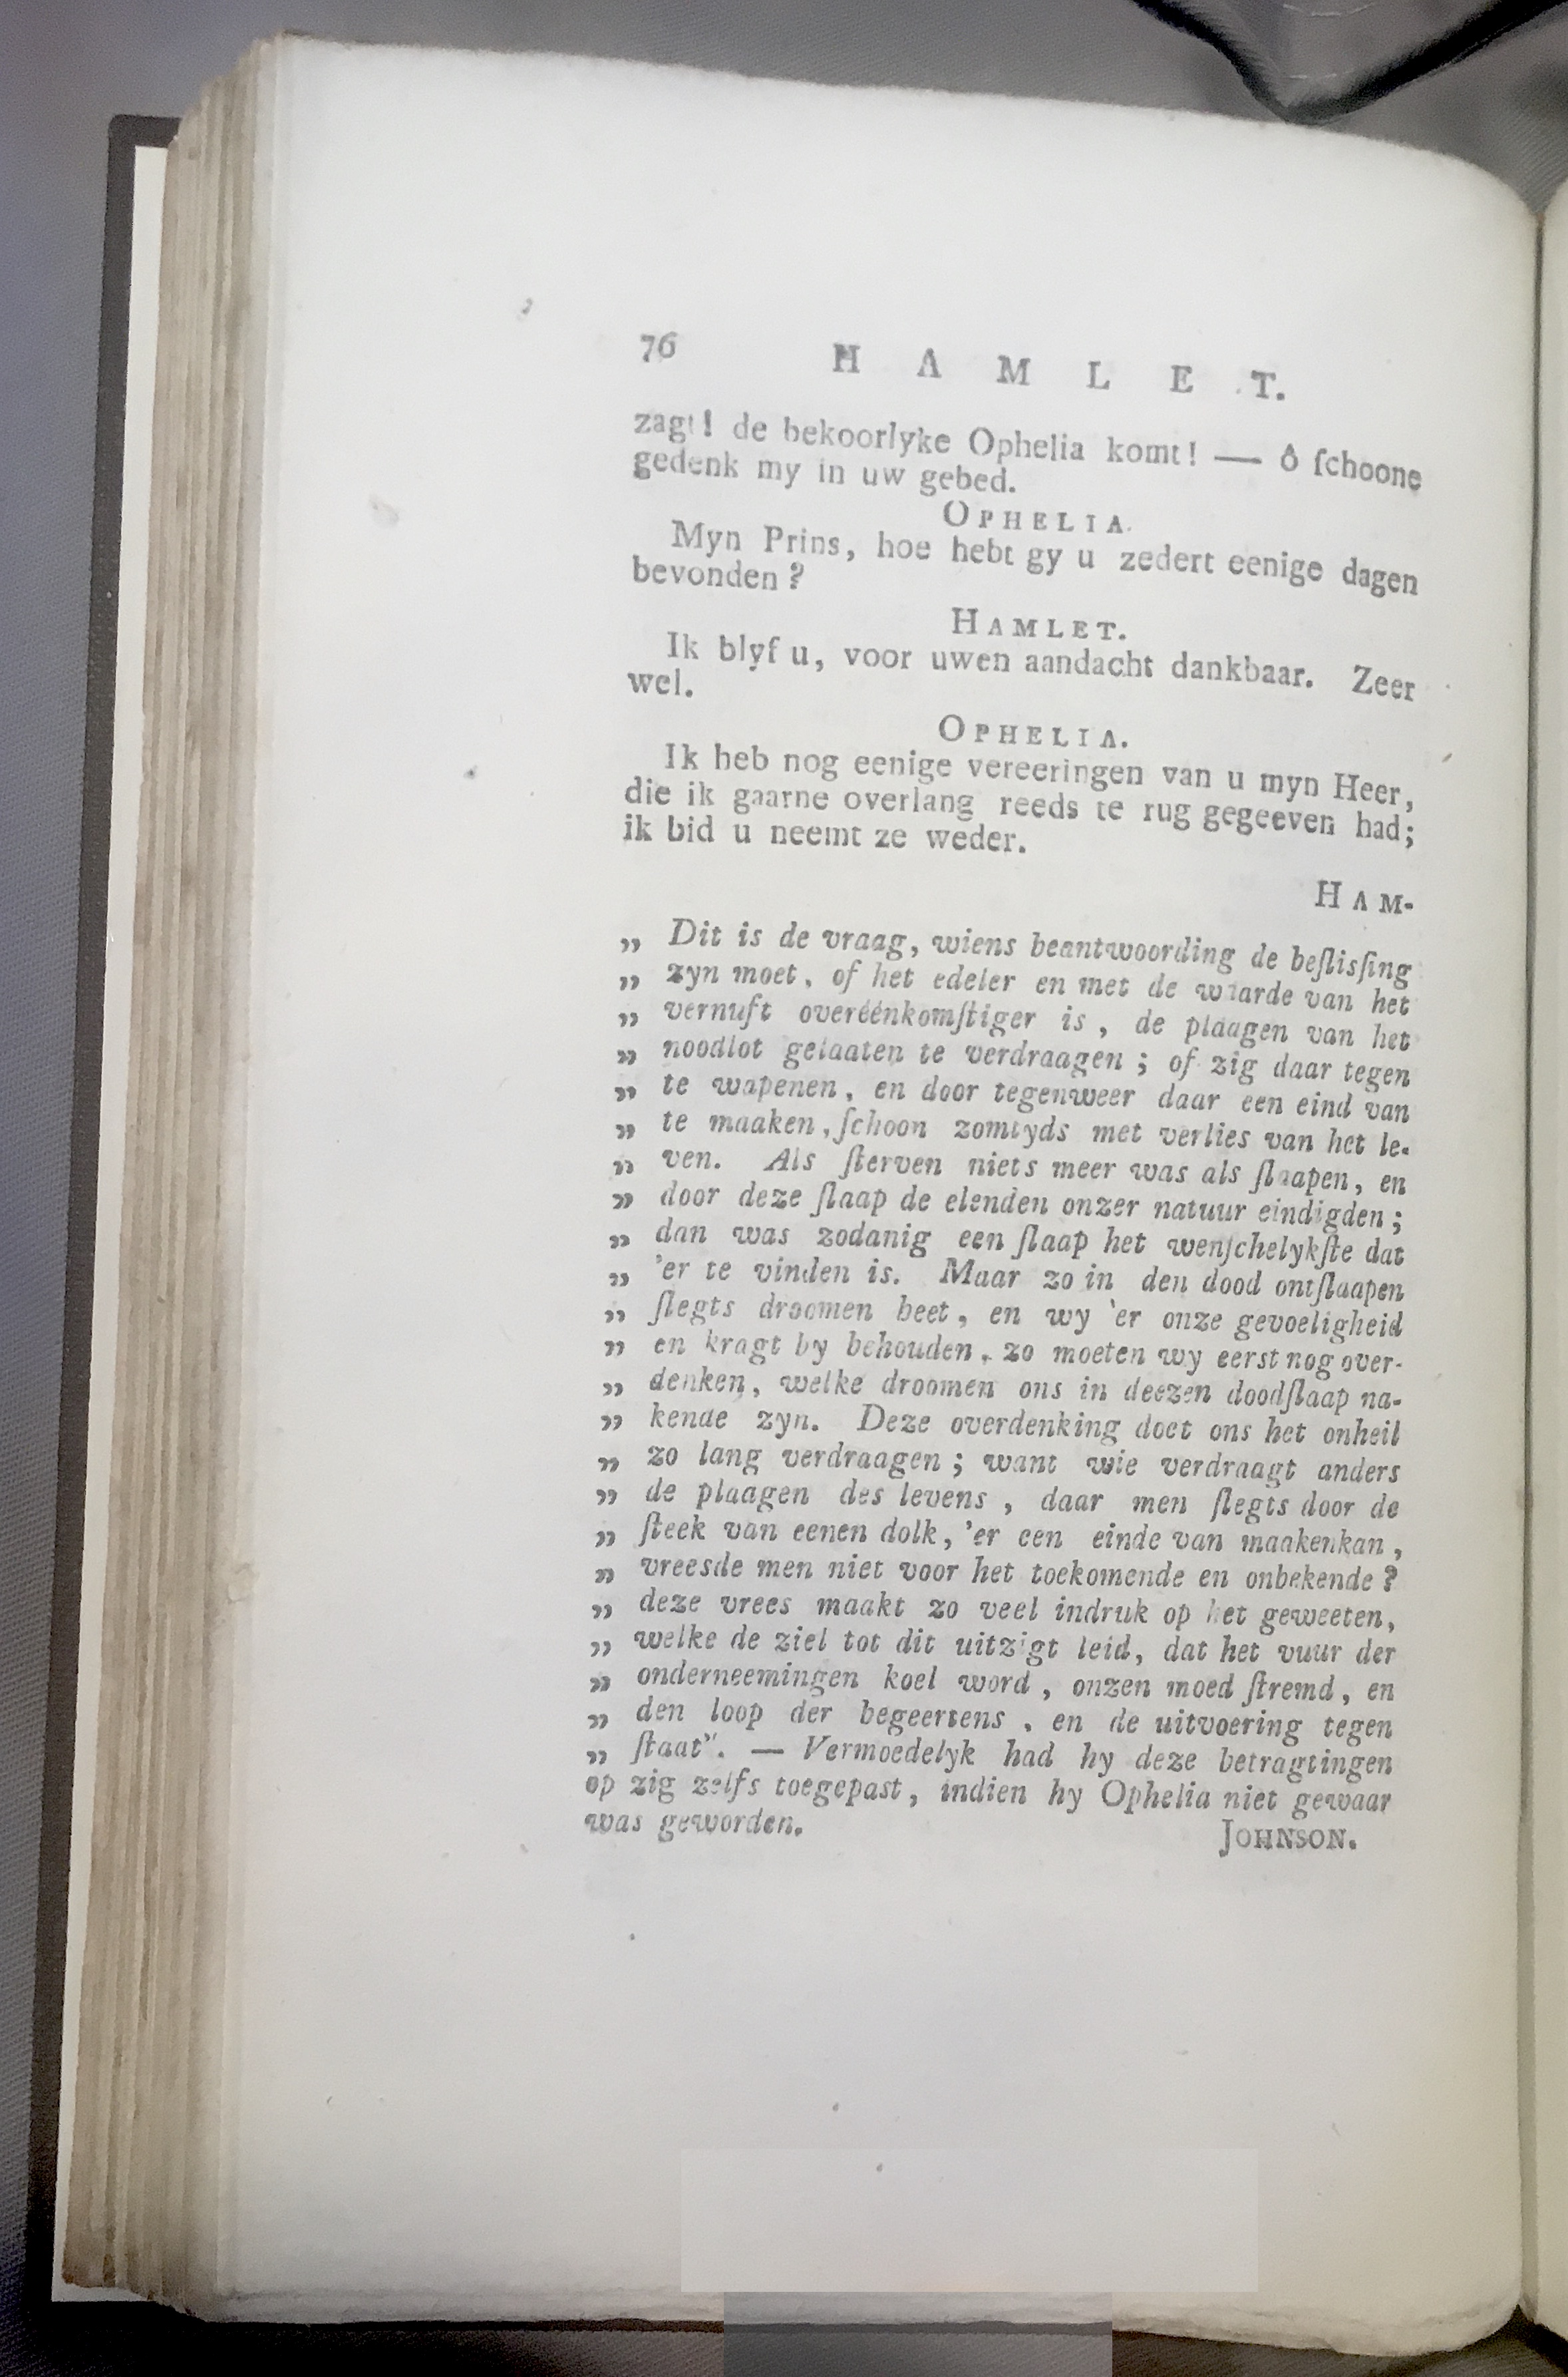 76 H A M L E T.
zagt! de bekoorlyke Ophelia komt! — ô ſchoone
gedenk my in uw gebed.
OPHELIA.
Myn Prins, hoe hebt gy u zedert eenige dagen
bevonden?
HAMLET.
Ik blyf u, voor uwen aandacht dankbaar. Zeer
wel.
OPHELIA.
Ik heb nog eenige vereeringen van u myn Heer,
die ik gaarne overlang reeds te rug gegeeven had;
ik bid u neemt ze weder.
HAM-
„ Dit is de vraag, wiens beantwoording de beſlisſing
„ zyn moet, of het edeler en met de waarde van het
„ vernuft overéénkomſtiger is, de plaagen van het
„ noodlot gelaaten te verdraagen; of zig daar tegen
„ te wapenen, en door tegenweer daar een eind van
„ te maaken, ſchoon zomtyds met verlies van het le-
„ ven. Als ſterven niets meer was als ſlaapen, en
„ door deze ſlaap de elenden onzer natuur eindigden;
„ dan was zodanig een ſlaap het wenſchelykſte dat
„ 'er te vinden is. Maar zo in den dood ontſlaapen
„ ſlegts droomen heet, en wy 'er onze gevoeligheid
„ en kragt by behouden, zo moeten wy eerst nog over-
„ denken, welke droomen ons in deezen doodſlaap na-
„ kende zyn. Deze overdenking doet ons het onheil
„ zo lang verdraagen; want wie verdraagt anders
„ de plaagen des levens, daar men ſlegts door de
„ ſteek van eenen dolk, 'er een einde van maakenkan,
„ vreesde men niet voor het toekomende en onbekende?
„ deze vrees maakt zo veel indruk op het geweeten,
„ welke de ziel tot dit uitzigt leid, dat het vuur der
„ onderneemingen koel word, onzen moed ſtremd, en
„ den loop der begeertens, en de uitvoering tegen
„ ſtaat". — Vermoedelyk had hy deze betragtingen
op zig zelfs toegepast, indien hy Ophelia niet gewaar
was geworden. JOHNSON.